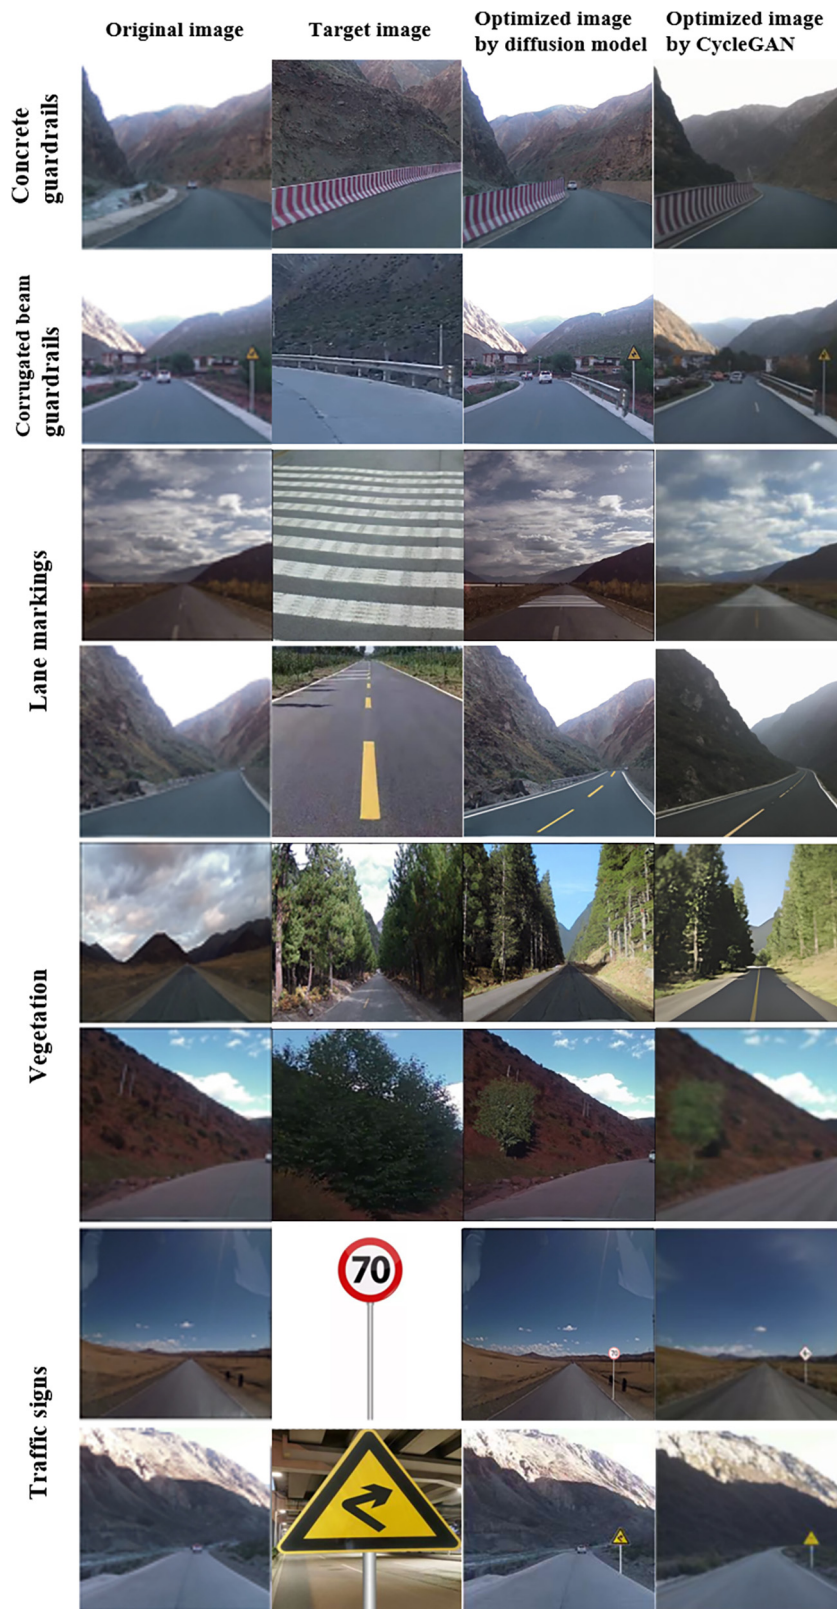 Original image
Target image
Optimized image
by diffusion model
Optimized image
by CycleGAN
Concrete
guardrails
Corrugated beam
guardrails
Lane markings
Vegetation
Traffic signs
70
70